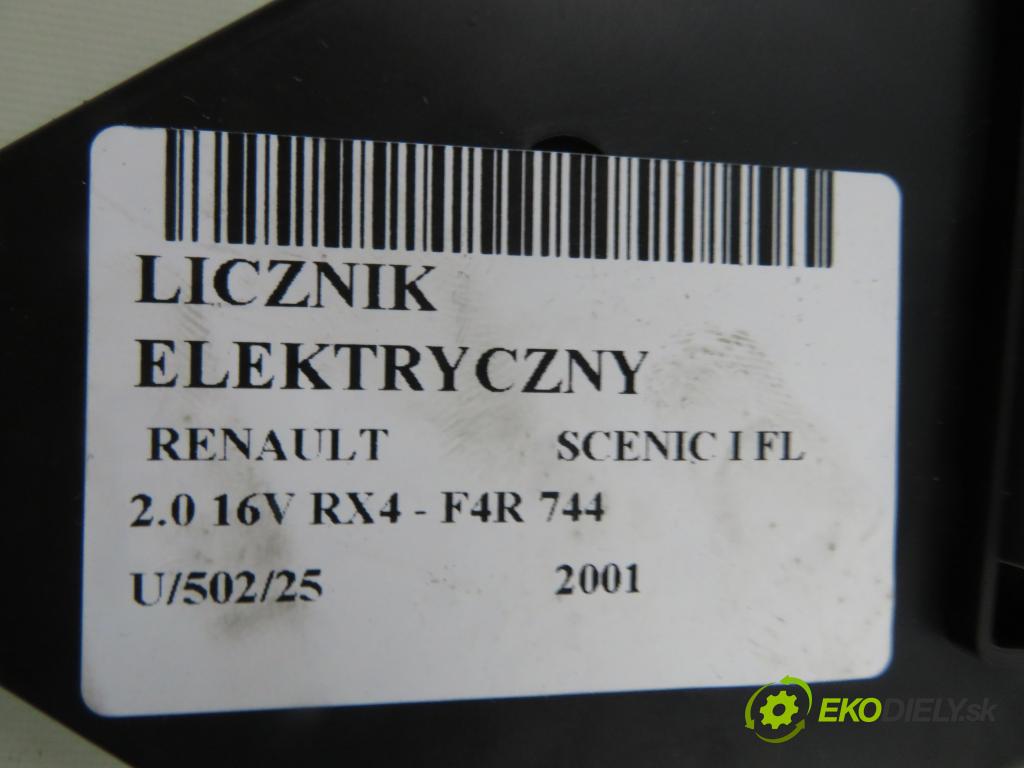 LICZNIK
ELEKTRYCZNY
RENAULT SCENIC I FL
2.0 16V RX4 - F4R 744
U/502/25 2001
EKODIELY.sk